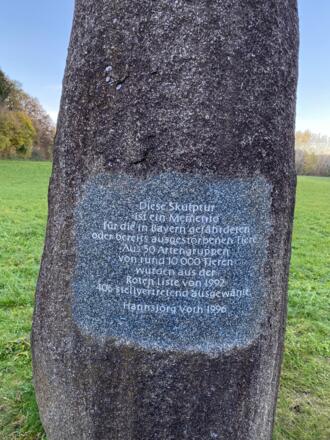 Diese Skulptur
ist ein Memento
für die in Bayern gefährdeten
oder bereits ausgestorbenen Tiere
Aus 50 Artengruppen
von rund 10 000 Tieren
wurden aus der
Roten Liste von 1992
406 stellvertretend ausgewählt
Hannsjörg Voth 1996